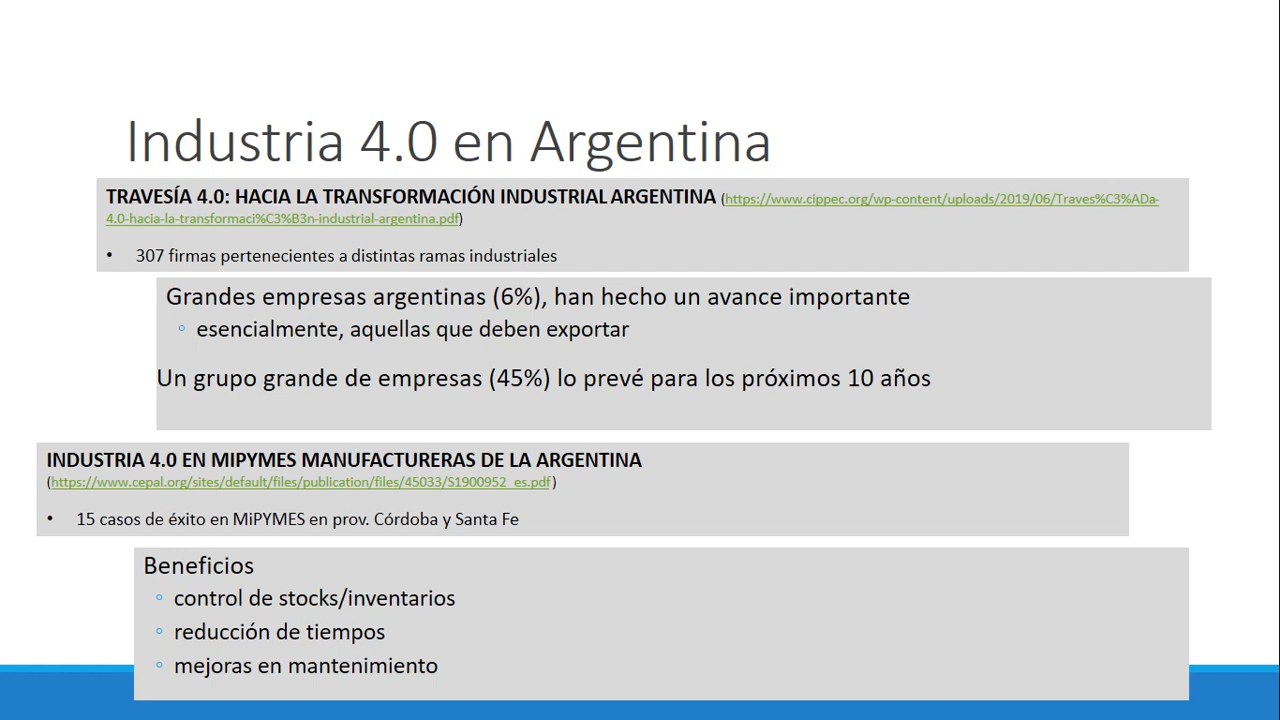 Industria 4.0 en Argentina
TRAVESÍA 4.0: HACIA LA TRANSFORMACIÓN INDUSTRIAL ARGENTINA (https://www.cippec.org/wp-content/uploads/2019/06/Traves%C3%ADa-
4.0-hacia-la-transformaci%C3%B3n-industrial-argentina.pdf)
• 307 firmas pertenecientes a distintas ramas industriales
Grandes empresas argentinas (6%), han hecho un avance importante
◦ esencialmente, aquellas que deben exportar
Un grupo grande de empresas (45%) lo prevé para los próximos 10 años
INDUSTRIA 4.0 EN MIPYMES MANUFACTURERAS DE LA ARGENTINA
(https://www.cepal.org/sites/default/files/publication/files/45033/S1900952_es.pdf)
• 15 casos de éxito en MiPYMES en prov. Córdoba y Santa Fe
Beneficios
◦ control de stocks/inventarios
◦ reducción de tiempos
◦ mejoras en mantenimiento